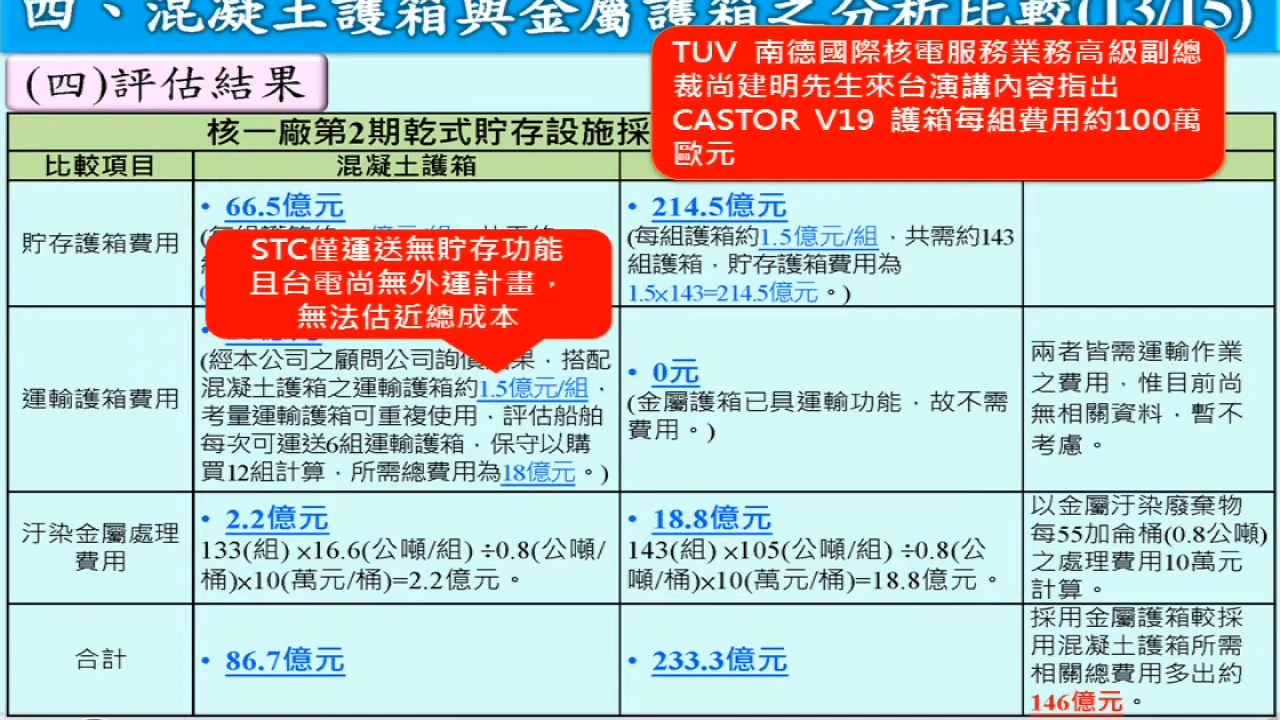 四、混凝土護箱與金屬護箱之分析比較(13/15)
(四)評估結果
TUV 南德國際核電服務業務高級副總
裁尚建明先生來台演講內容指出
CASTOR V19 護箱每組費用約100萬
歐元
核一廠第2期乾式貯存設施採
比較項目
混凝土護箱
貯存護箱費用
• 66.5億元
STC僅運送無貯存功能
且台電尚無外運計畫，
無法估近總成本
• 214.5億元
(每組護箱約1.5億元/組，共需約143
組護箱，貯存護箱費用為
1.5×143=214.5億元。)
運輸護箱費用
(經本公司之顧問公司詢價結果，搭配
混凝土護箱之運輸護箱約1.5億元/組，
考量運輸護箱可重複使用，評估船舶
每次可運送6組運輸護箱，保守以購
買12組計算，所需總費用為18億元。)
• 0元
(金屬護箱已具運輸功能，故不需
費用。)
兩者皆需運輸作業
之費用，惟目前尚
無相關資料，暫不
考慮。
汙染金屬處理
費用
• 2.2億元
133(組) ×16.6(公噸/組) ÷0.8(公噸/
桶)×10(萬元/桶)=2.2億元。
• 18.8億元
143(組) ×105(公噸/組) ÷0.8(公
噸/桶)×10(萬元/桶)=18.8億元。
以金屬汙染廢棄物
每55加侖桶(0.8公噸)
之處理費用10萬元
計算。
合計
• 86.7億元
• 233.3億元
採用金屬護箱較採
用混凝土護箱所需
相關總費用多出約
146億元。